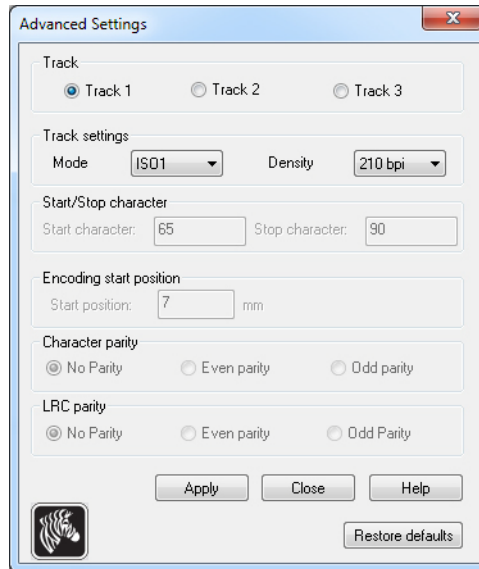 Advanced Settings
Track
Track 1 Track 2 Track 3
Track settings
Mode ISO1 Density 210 bpi
Start/Stop character
Start character: 65 Stop character: 90
Encoding start position
Start position: 7 mm
Character parity
No Parity Even parity Odd parity
LRC parity
No Parity Even parity Odd Parity
Apply Close Help
Restore defaults